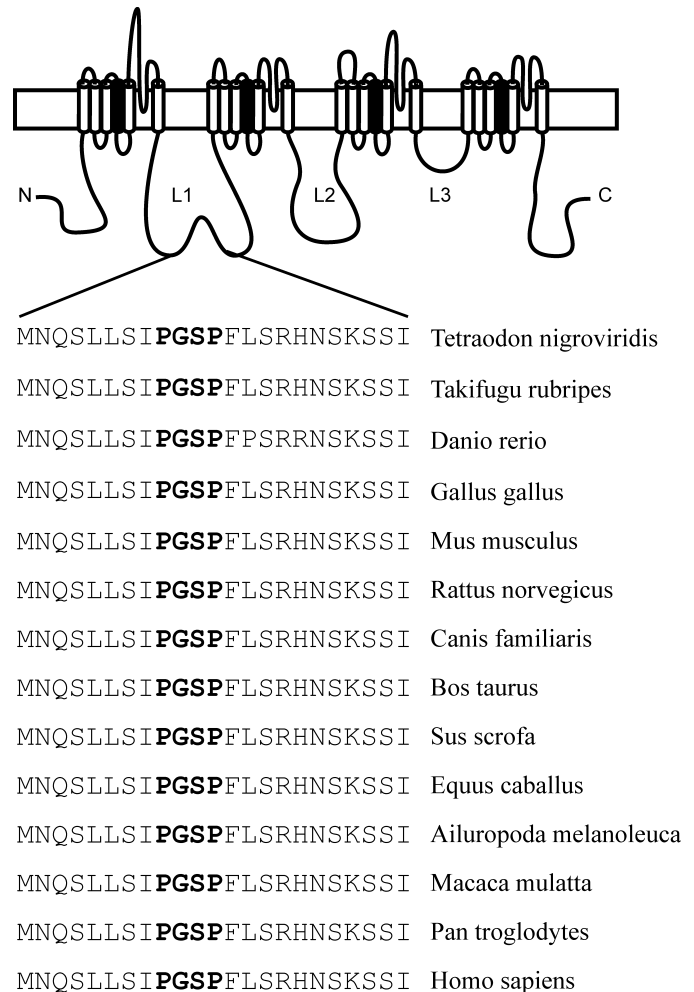 N L1 L2 L3 C
MNQSLLSIPGSPFLSRHNSKSSI Tetraodon nigroviridis
MNQSLLSIPGSPFLSRHNSKSSI Takifugu rubripes
MNQSLLSIPGSPFPSRRNSKSSI Danio rerio
MNQSLLSIPGSPFLSRHNSKSSI Gallus gallus
MNQSLLSIPGSPFLSRHNSKSSI Mus musculus
MNQSLLSIPGSPFLSRHNSKSSI Rattus norvegicus
MNQSLLSIPGSPFLSRHNSKSSI Canis familiaris
MNQSLLSIPGSPFLSRHNSKSSI Bos taurus
MNQSLLSIPGSPFLSRHNSKSSI Sus scrofa
MNQSLLSIPGSPFLSRHNSKSSI Equus caballus
MNQSLLSIPGSPFLSRHNSKSSI Ailuropoda melanoleuca
MNQSLLSIPGSPFLSRHNSKSSI Macaca mulatta
MNQSLLSIPGSPFLSRHNSKSSI Pan troglodytes
MNQSLLSIPGSPFLSRHNSKSSI Homo sapiens